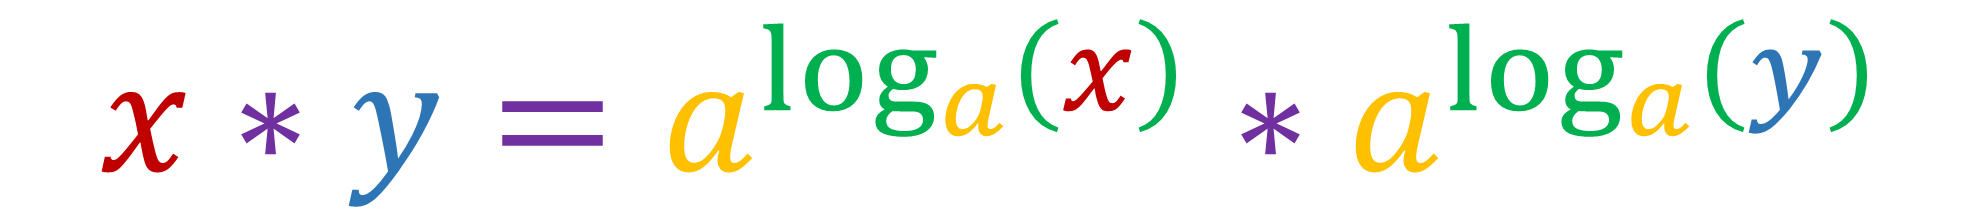 x * y = a^{log_a(x)} * a^{log_a(y)}